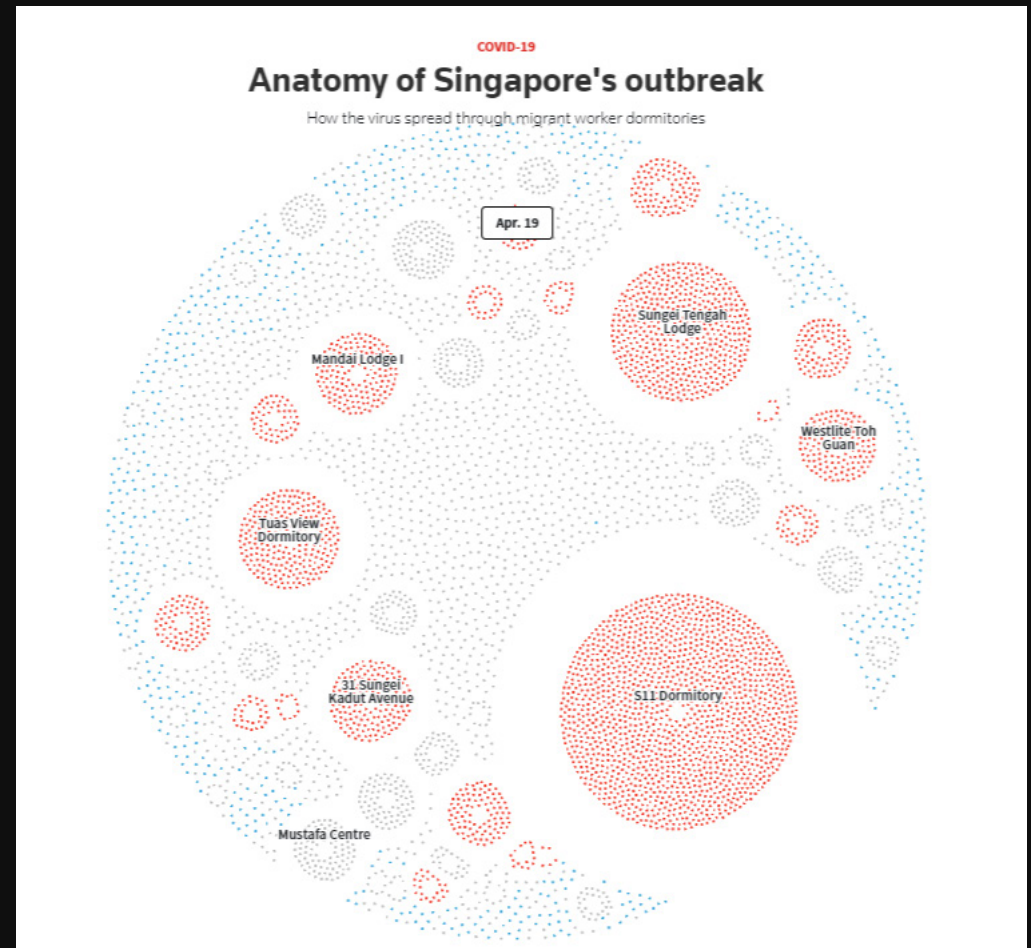 COVID-19
Anatomy of Singapore's outbreak
How the virus spread through migrant worker dormitories
Apr. 19
Sungei Tengah
Lodge
Mandai Lodge I
Westlite Toh
Guan
Tuas View
Dormitory
31 Sungei
Kadut Avenue
S11 Dormitory
Mustafa Centre